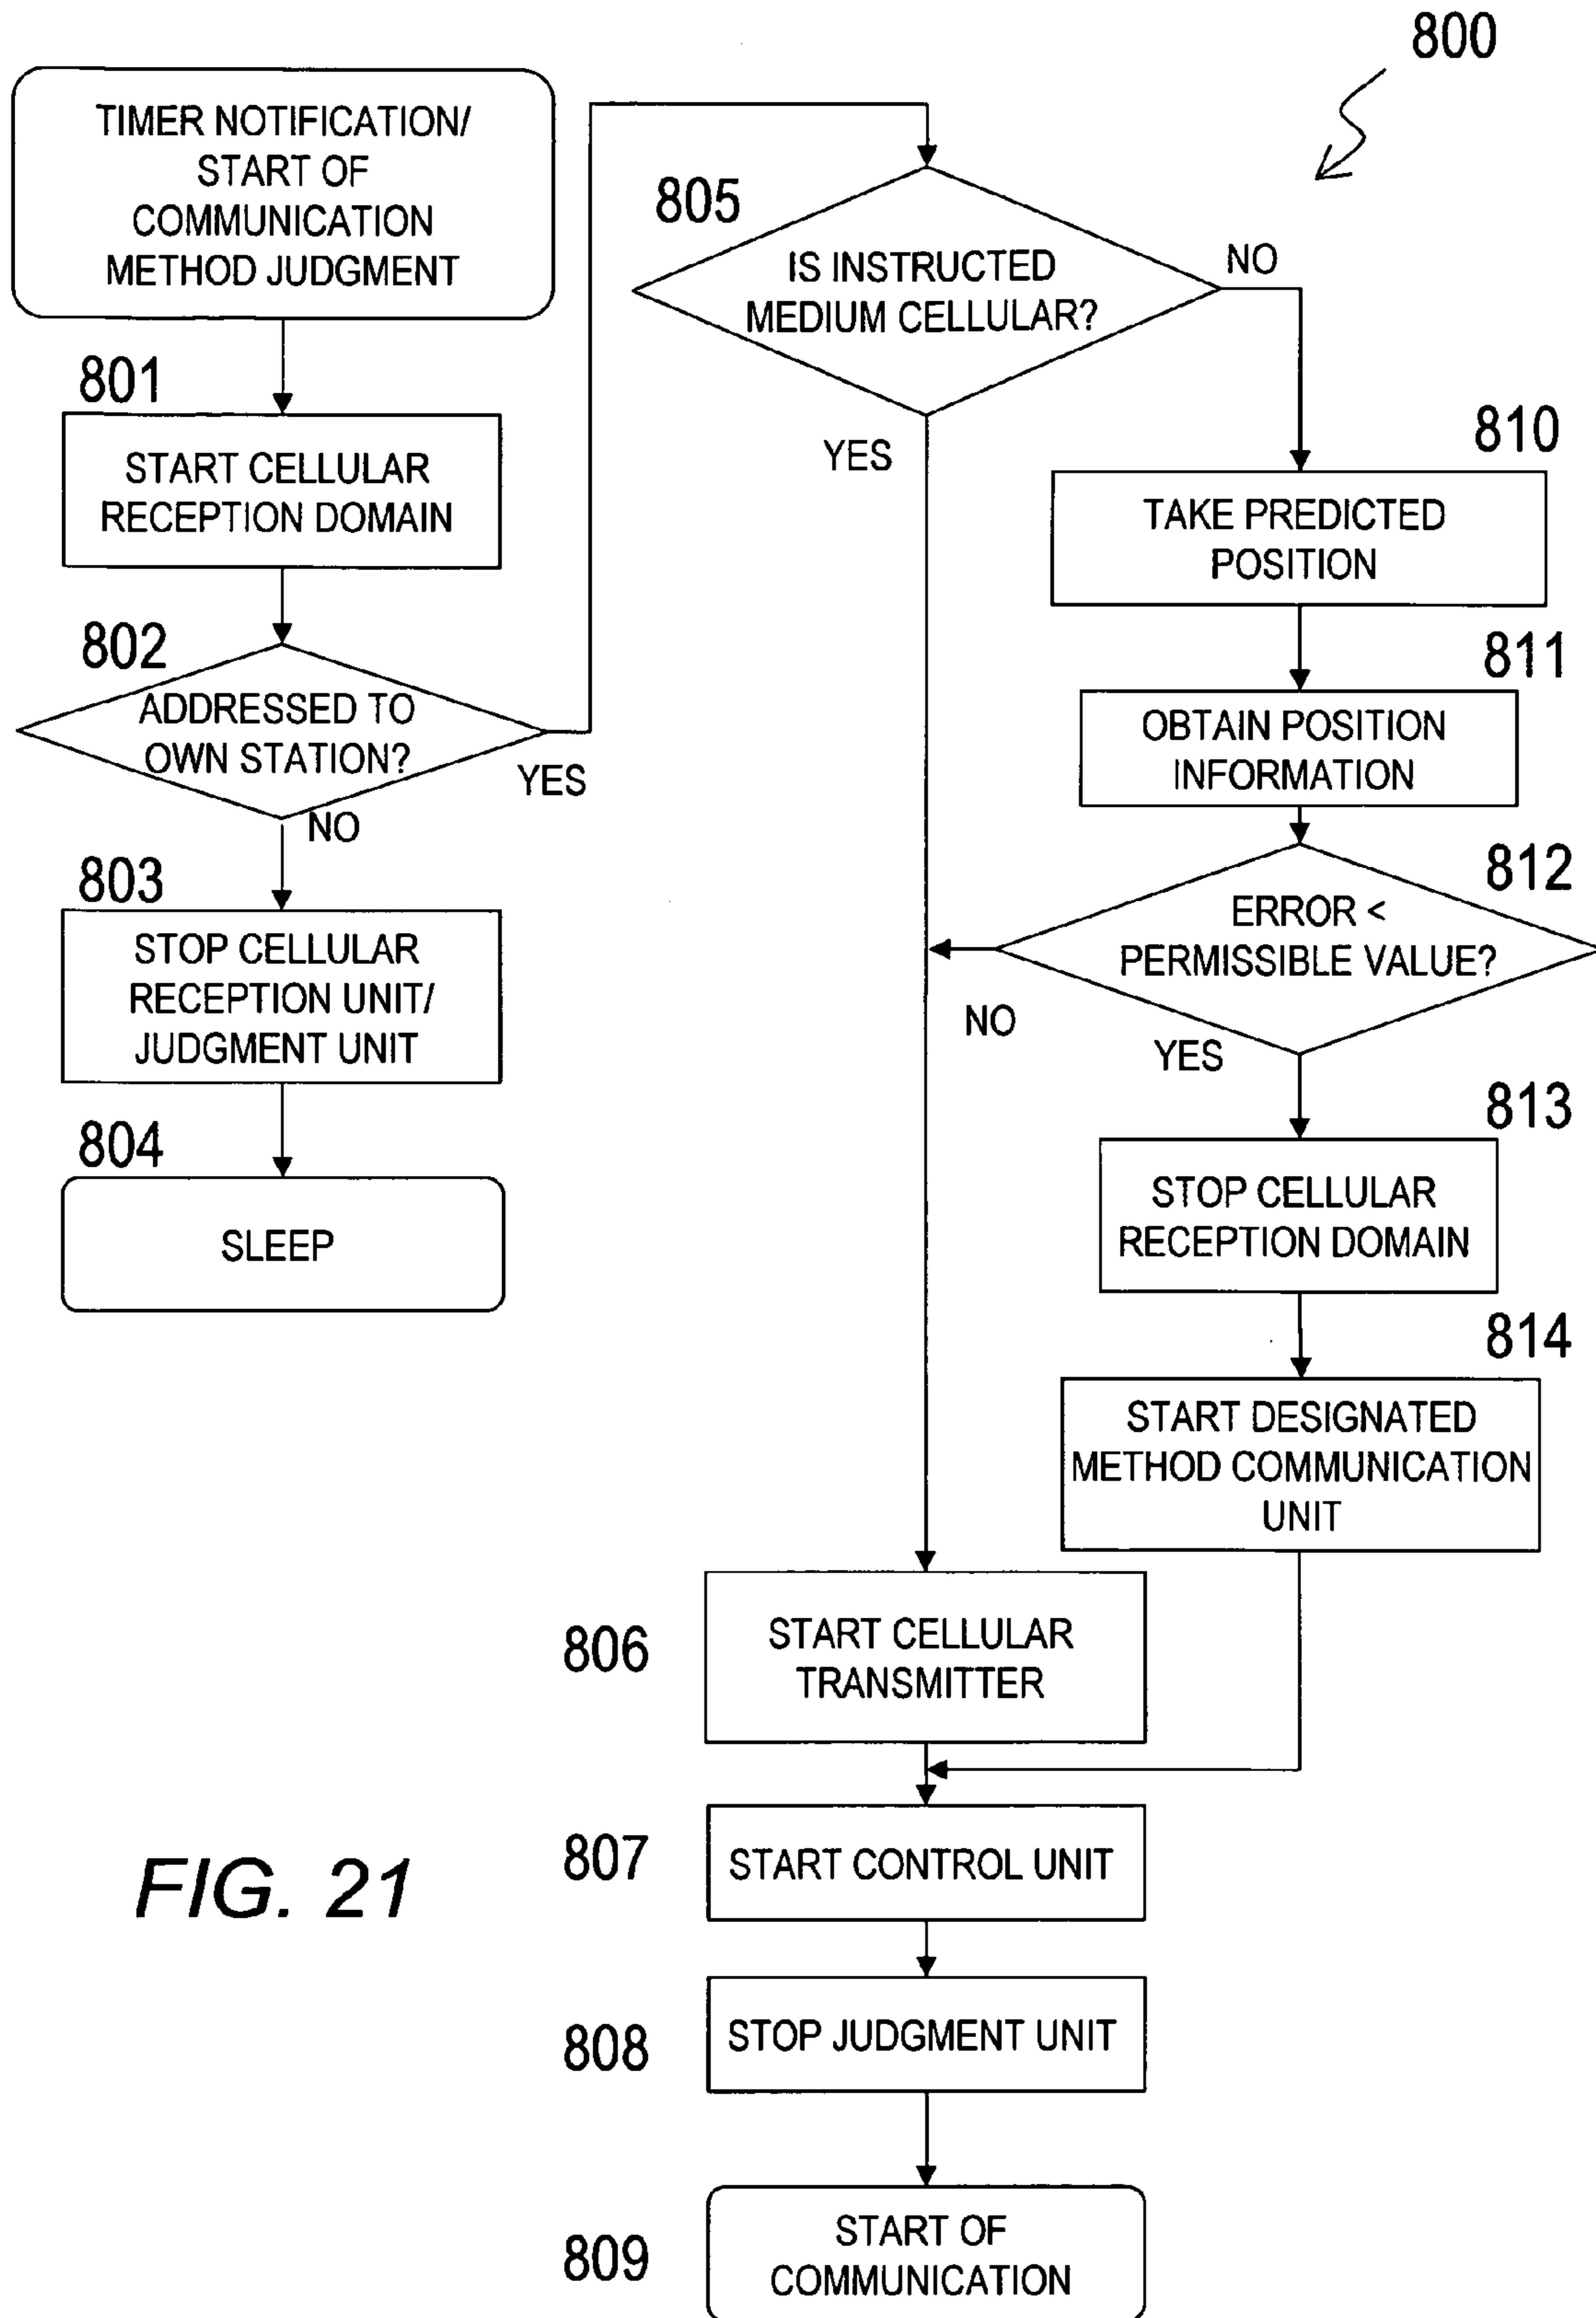 800
TIMER NOTIFICATION/
START OF
COMMUNICATION
METHOD JUDGMENT
801
START CELLULAR
RECEPTION DOMAIN
802
ADDRESSED TO
OWN STATION?
YES
NO
803
STOP CELLULAR
RECEPTION UNIT/
JUDGMENT UNIT
804
SLEEP
805
IS INSTRUCTED
MEDIUM CELLULAR?
NO
YES
810
TAKE PREDICTED
POSITION
811
OBTAIN POSITION
INFORMATION
812
ERROR <
PERMISSIBLE VALUE?
NO
YES
813
STOP CELLULAR
RECEPTION DOMAIN
814
START DESIGNATED
METHOD COMMUNICATION
UNIT
806
START CELLULAR
TRANSMITTER
807
START CONTROL UNIT
808
STOP JUDGMENT UNIT
809
START OF
COMMUNICATION
FIG. 21